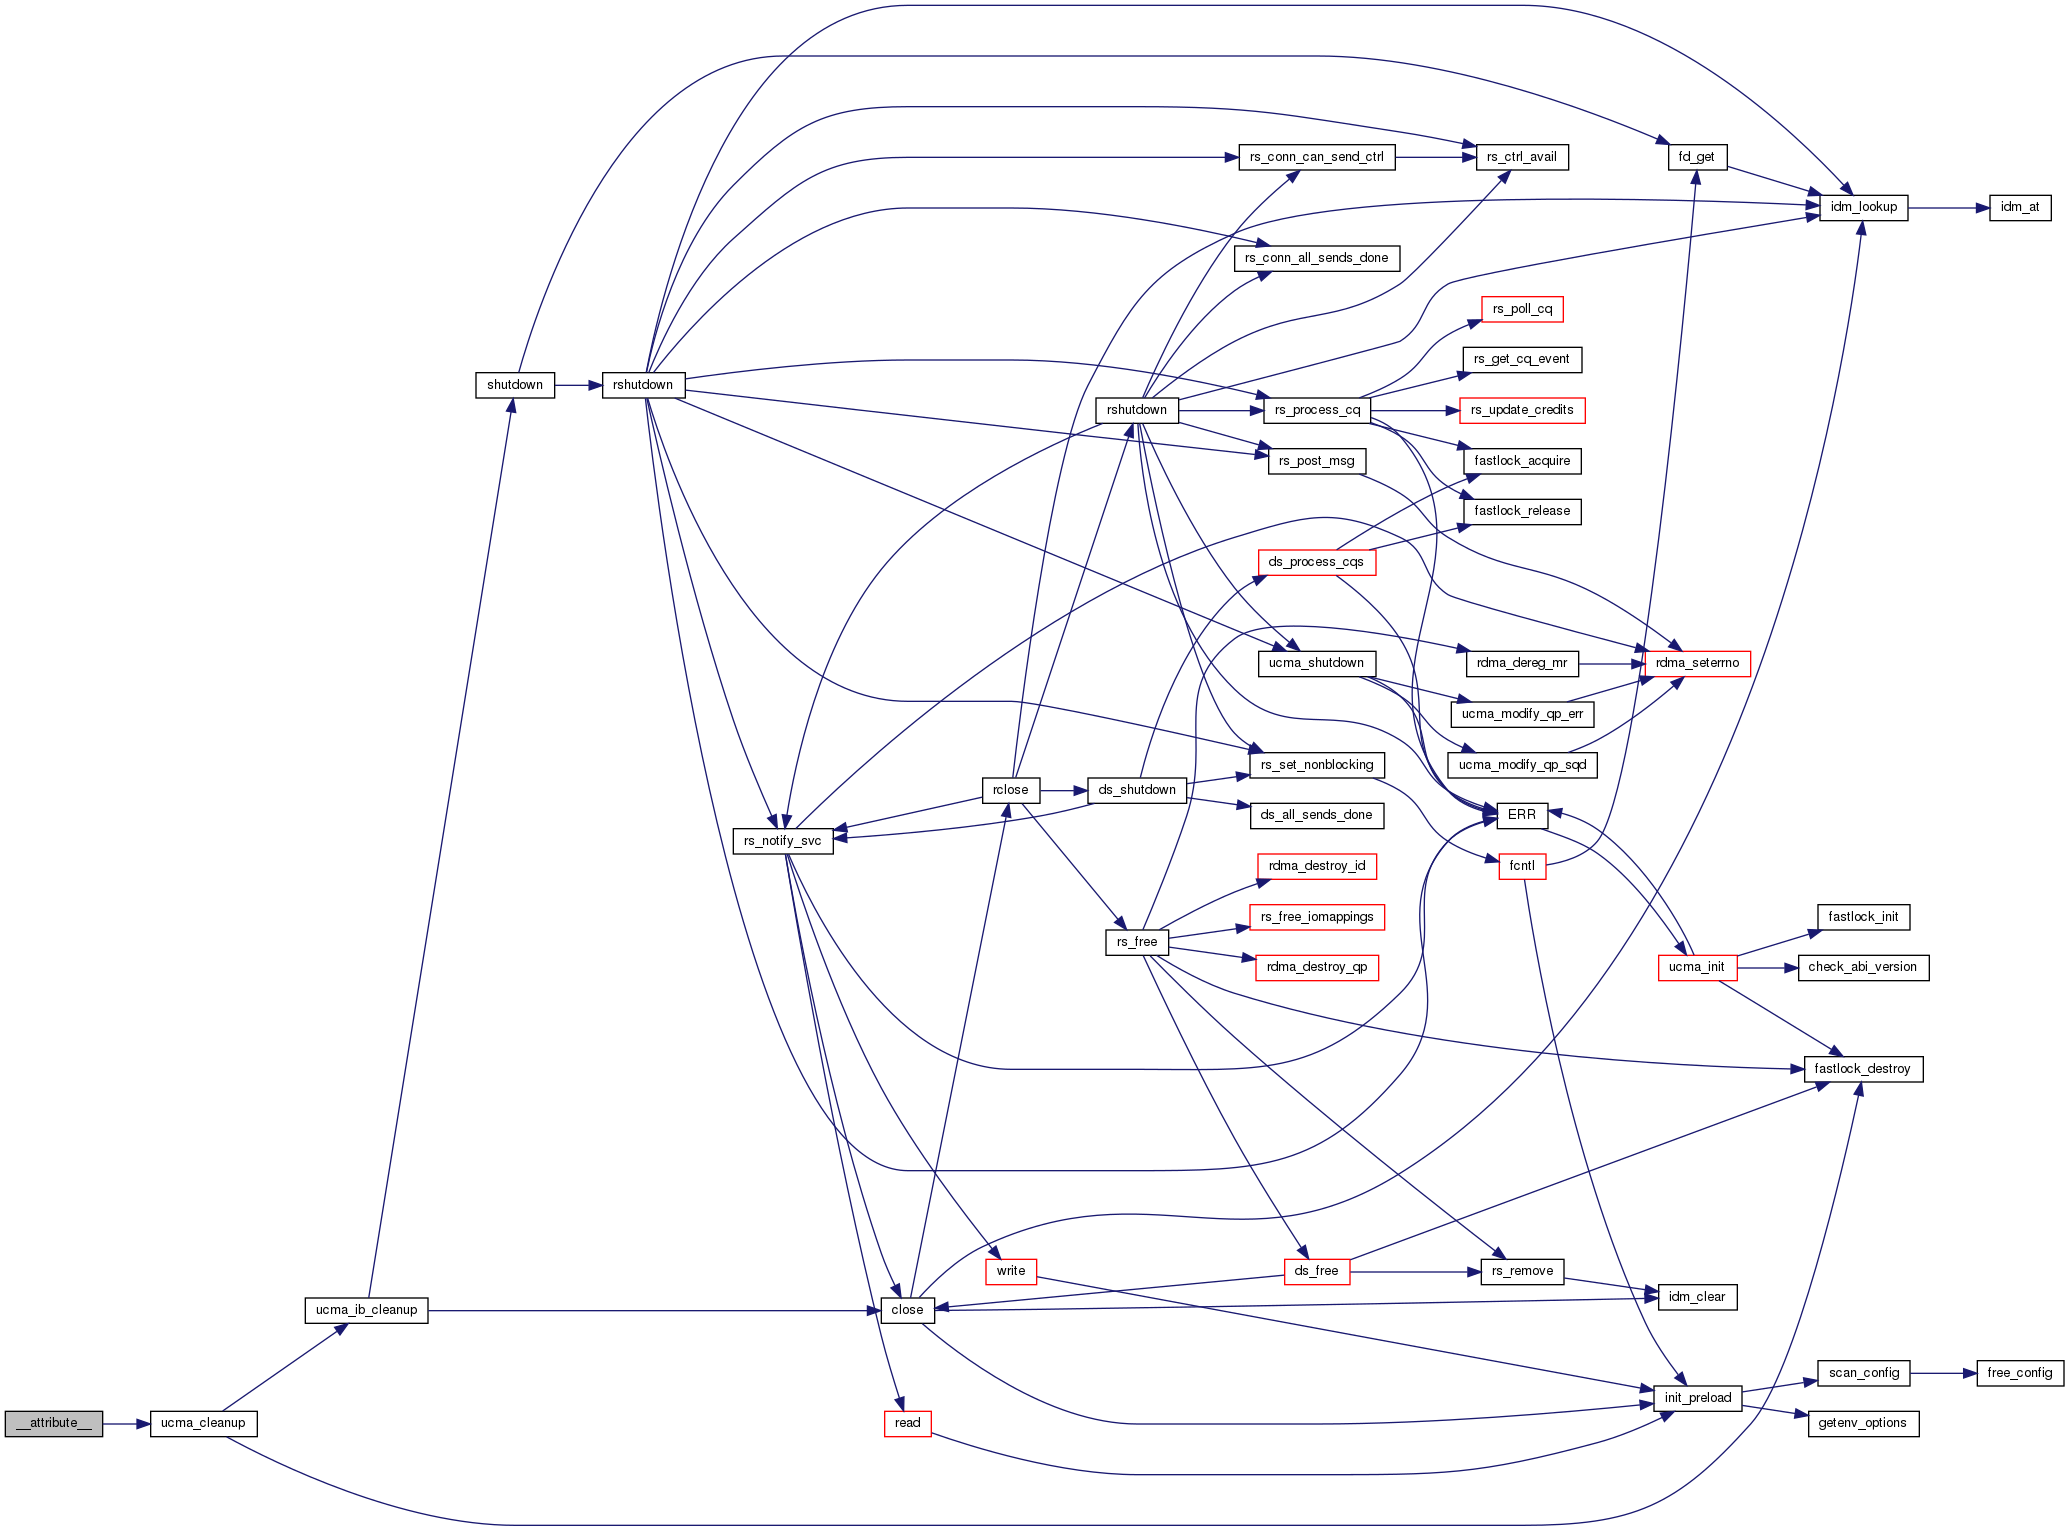 rs_conn_can_send_ctrl
rs_ctrl_avail
fd_get
idm_lookup
idm_at
rs_conn_all_sends_done
rs_poll_cq
rs_get_cq_event
shutdown
rshutdown
rshutdown
rs_process_cq
rs_update_credits
rs_post_msg
fastlock_acquire
fastlock_release
ds_process_cqs
ucma_shutdown
rdma_dereg_mr
rdma_seterrno
ucma_modify_qp_err
rs_set_nonblocking
ucma_modify_qp_sqd
rclose
ds_shutdown
ds_all_sends_done
ERR
rs_notify_svc
rdma_destroy_id
fcntl
rs_free_iomappings
fastlock_init
rs_free
rdma_destroy_qp
ucma_init
check_abi_version
fastlock_destroy
write
ds_free
rs_remove
idm_clear
ucma_ib_cleanup
close
scan_config
free_config
init_preload
__attribute__
ucma_cleanup
read
getenv_options